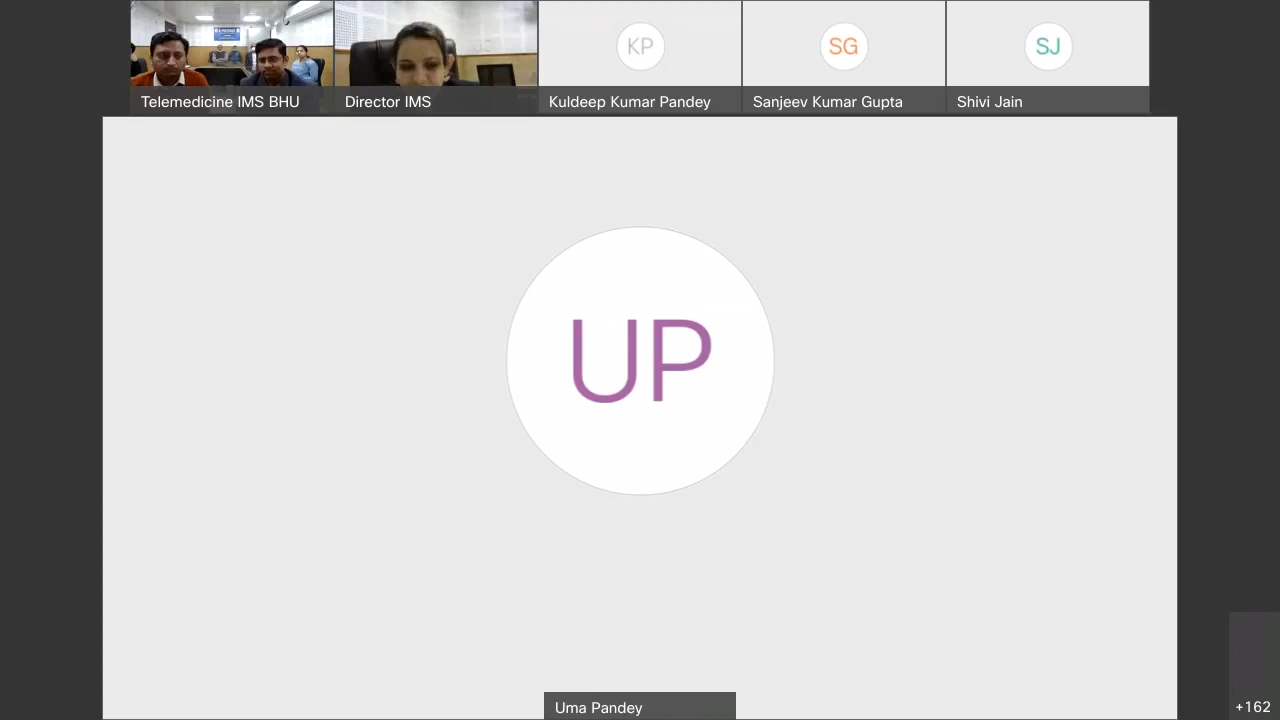 KP
SG
SJ
Telemedicine IMS BHU
Director IMS
Kuldeep Kumar Pandey
Sanjeev Kumar Gupta
Shivi Jain
UP
Uma Pandey
+162